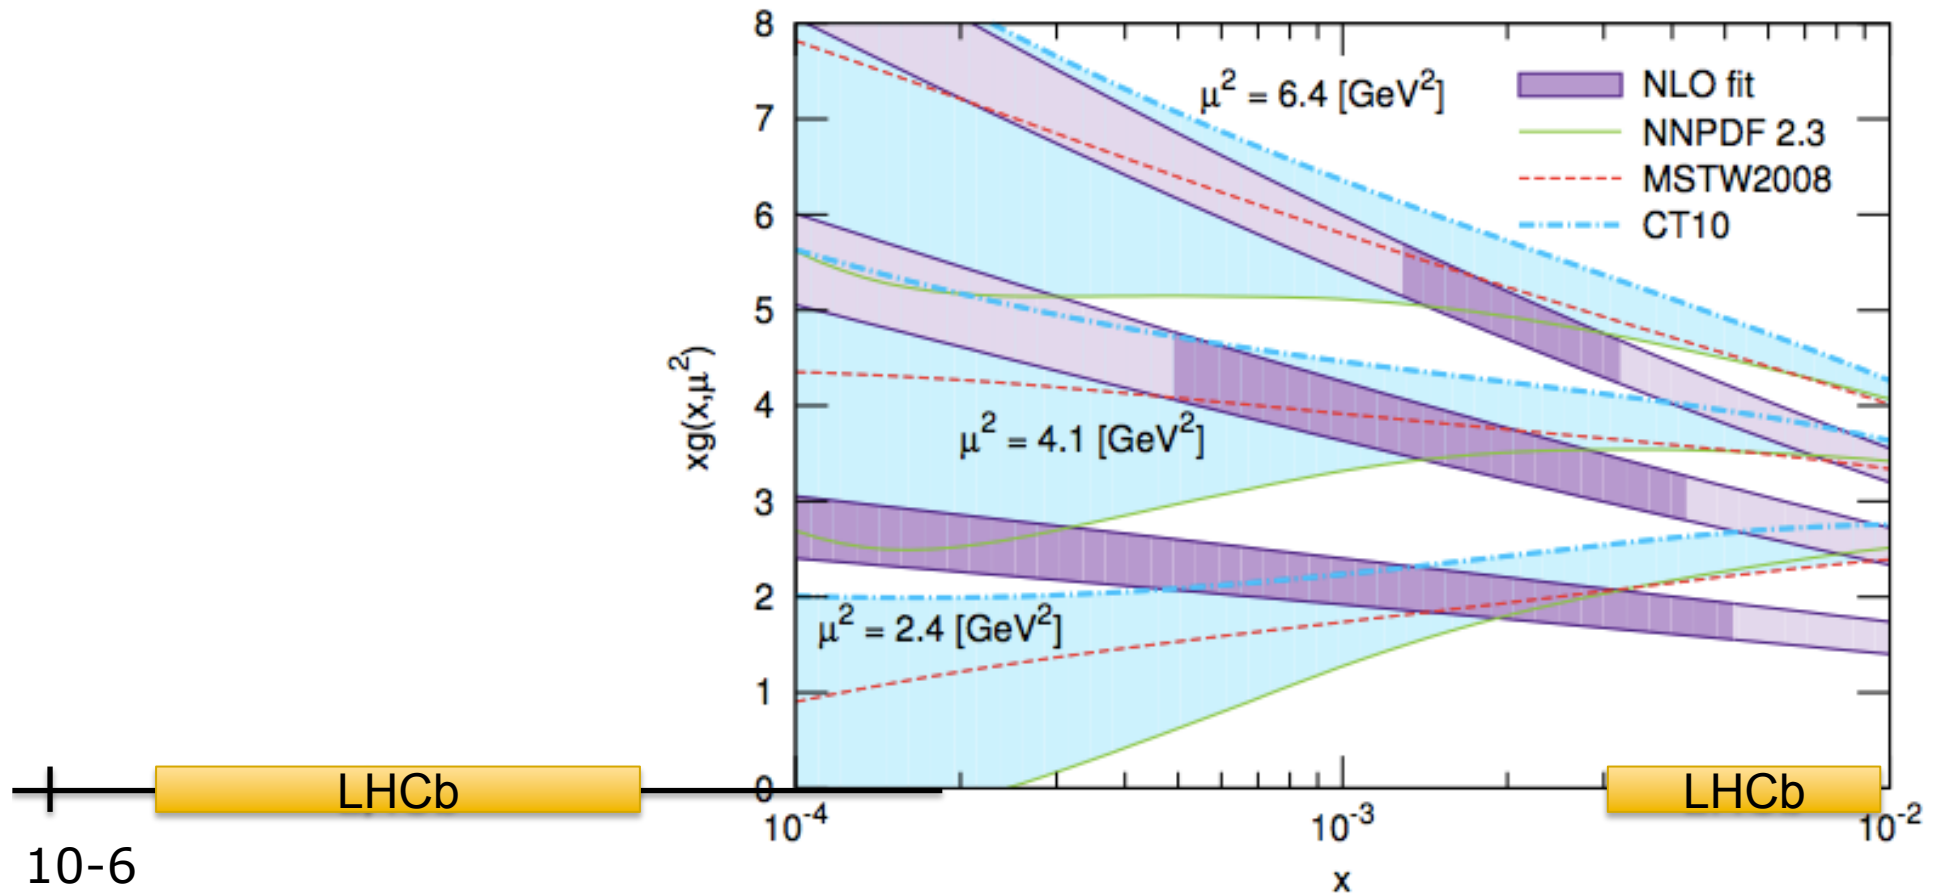 8
7
6
5
4
3
2
1
0
xg(x,μ²)
μ² = 6.4 [GeV²]
NLO fit
NNPDF 2.3
MSTW2008
CT10
μ² = 4.1 [GeV²]
μ² = 2.4 [GeV²]
LHCb
LHCb
10-6
10⁻⁴
10⁻³
10⁻²
x